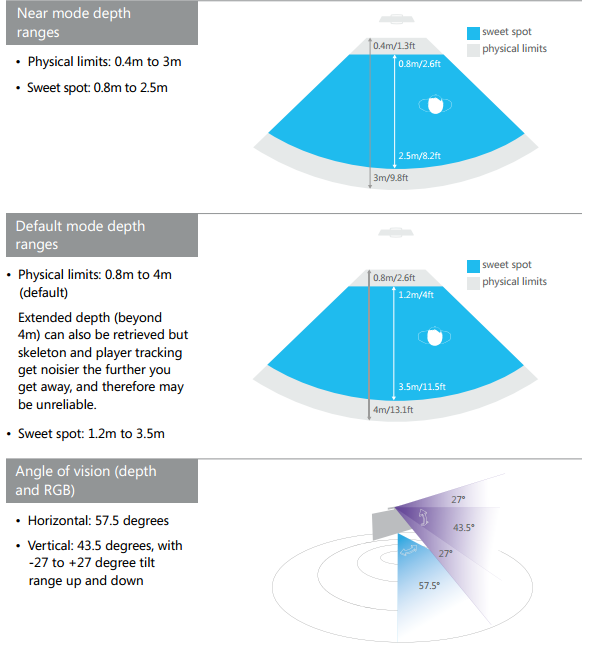 Near mode depth
ranges
• Physical limits: 0.4m to 3m
• Sweet spot: 0.8m to 2.5m
sweet spot
physical limits
0.4m/1.3ft
0.8m/2.6ft
2.5m/8.2ft
3m/9.8ft
Default mode depth
ranges
• Physical limits: 0.8m to 4m
(default)
Extended depth (beyond
4m) can also be retrieved but
skeleton and player tracking
get noisier the further you
get away, and therefore may
be unreliable.
• Sweet spot: 1.2m to 3.5m
sweet spot
physical limits
0.8m/2.6ft
1.2m/4ft
3.5m/11.5ft
4m/13.1ft
Angle of vision (depth
and RGB)
• Horizontal: 57.5 degrees
• Vertical: 43.5 degrees, with
-27 to +27 degree tilt
range up and down
27°
43.5°
27°
57.5°